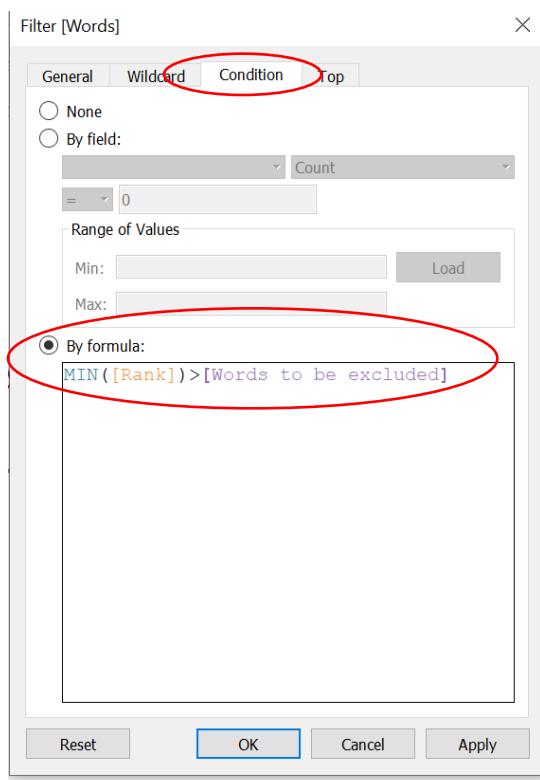 Filter [Words]
General Wildcard Condition Top
None
By field:
Count
= 0
Range of Values
Min: Load
Max:
By formula:
MIN([Rank])>[Words to be excluded]
Reset OK Cancel Apply